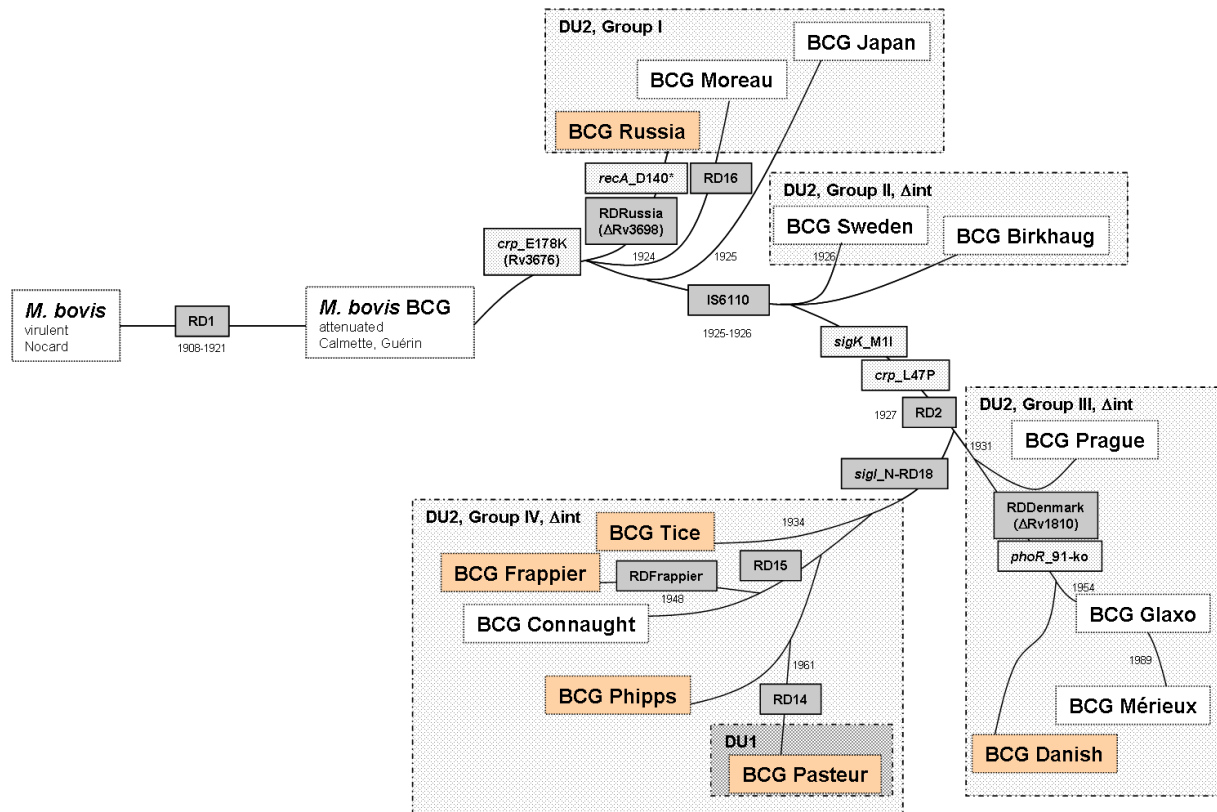 DU2, Group I
BCG Japan
BCG Moreau
BCG Russia
recA_D140*
RD16
RDRussia
(ΔRv3698)
DU2, Group II, Δint
BCG Sweden
BCG Birkhaug
crp_E178K
(Rv3676)
1924
1925
1926
M. bovis
virulent
Nocard
RD1
1908-1921
M. bovis BCG
attenuated
Calmette, Guérin
IS6110
1925-1926
sigK_M1I
crp_L47P
1927
RD2
DU2, Group III, Δint
1931
BCG Prague
RDDenmark
(ΔRv1810)
phoR_91-ko
1954
BCG Glaxo
1989
BCG Mérieux
BCG Danish
sigI_N-RD18
DU2, Group IV, Δint
1934
BCG Tice
RD15
BCG Frappier
RDFrappier
1948
BCG Connaught
BCG Phipps
1961
RD14
DU1
BCG Pasteur